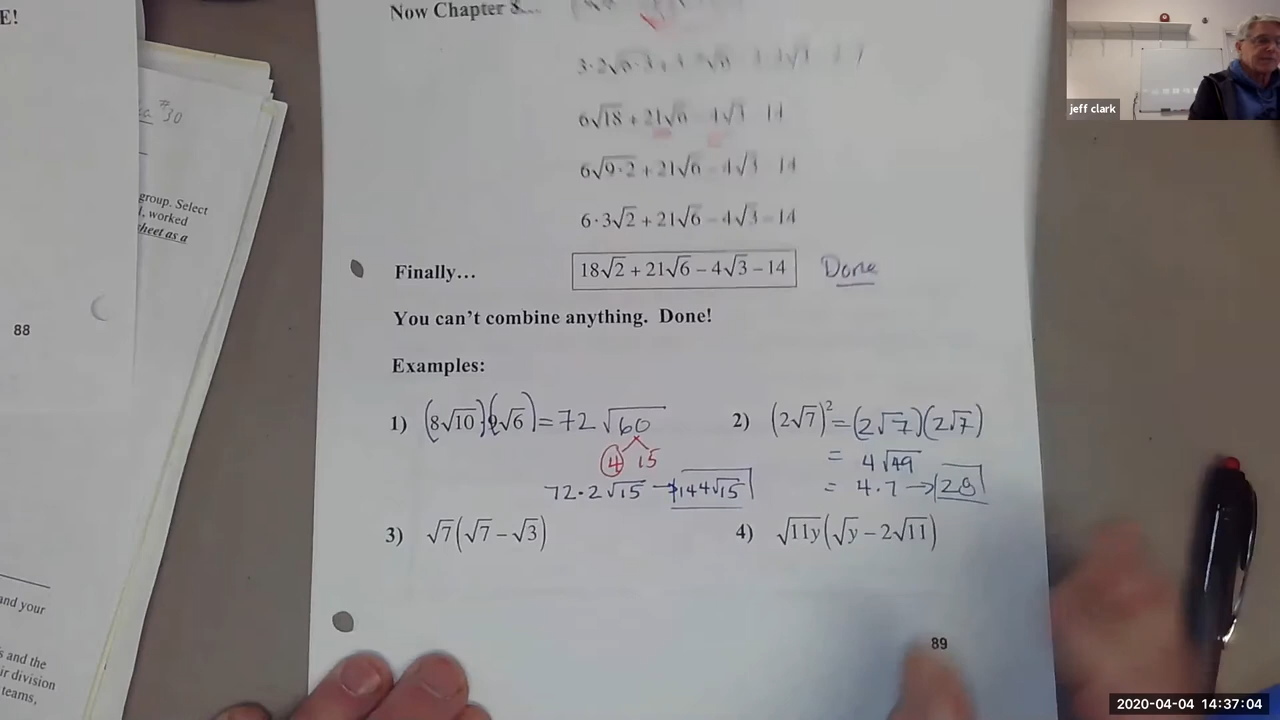 E!
#30
group. Select
worked
heet as a
88
and your
s and the
ir division
teams,
Now Chapter 8...
6√18 + 21√6 − 4√3 − 14
6√9·2 + 21√6 − 4√3 − 14
6·3√2 + 21√6 − 4√3 − 14
Finally… 18√2 + 21√6 − 4√3 − 14 Done
You can't combine anything. Done!
Examples:
1) (8√10)(9√6) = 72√60
4 15
72·2√15 → 144√15
2) (2√7)² = (2√7)(2√7)
= 4√49
= 4·7 → 28
3) √7(√7 − √3)
4) √11y(√y − 2√11)
89
jeff clark
2020-04-04 14:37:04